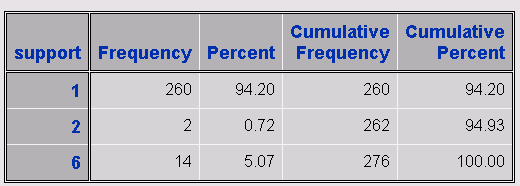 Cumulative Cumulative
support Frequency Percent Frequency Percent
1 260 94.20 260 94.20
2 2 0.72 262 94.93
6 14 5.07 276 100.00